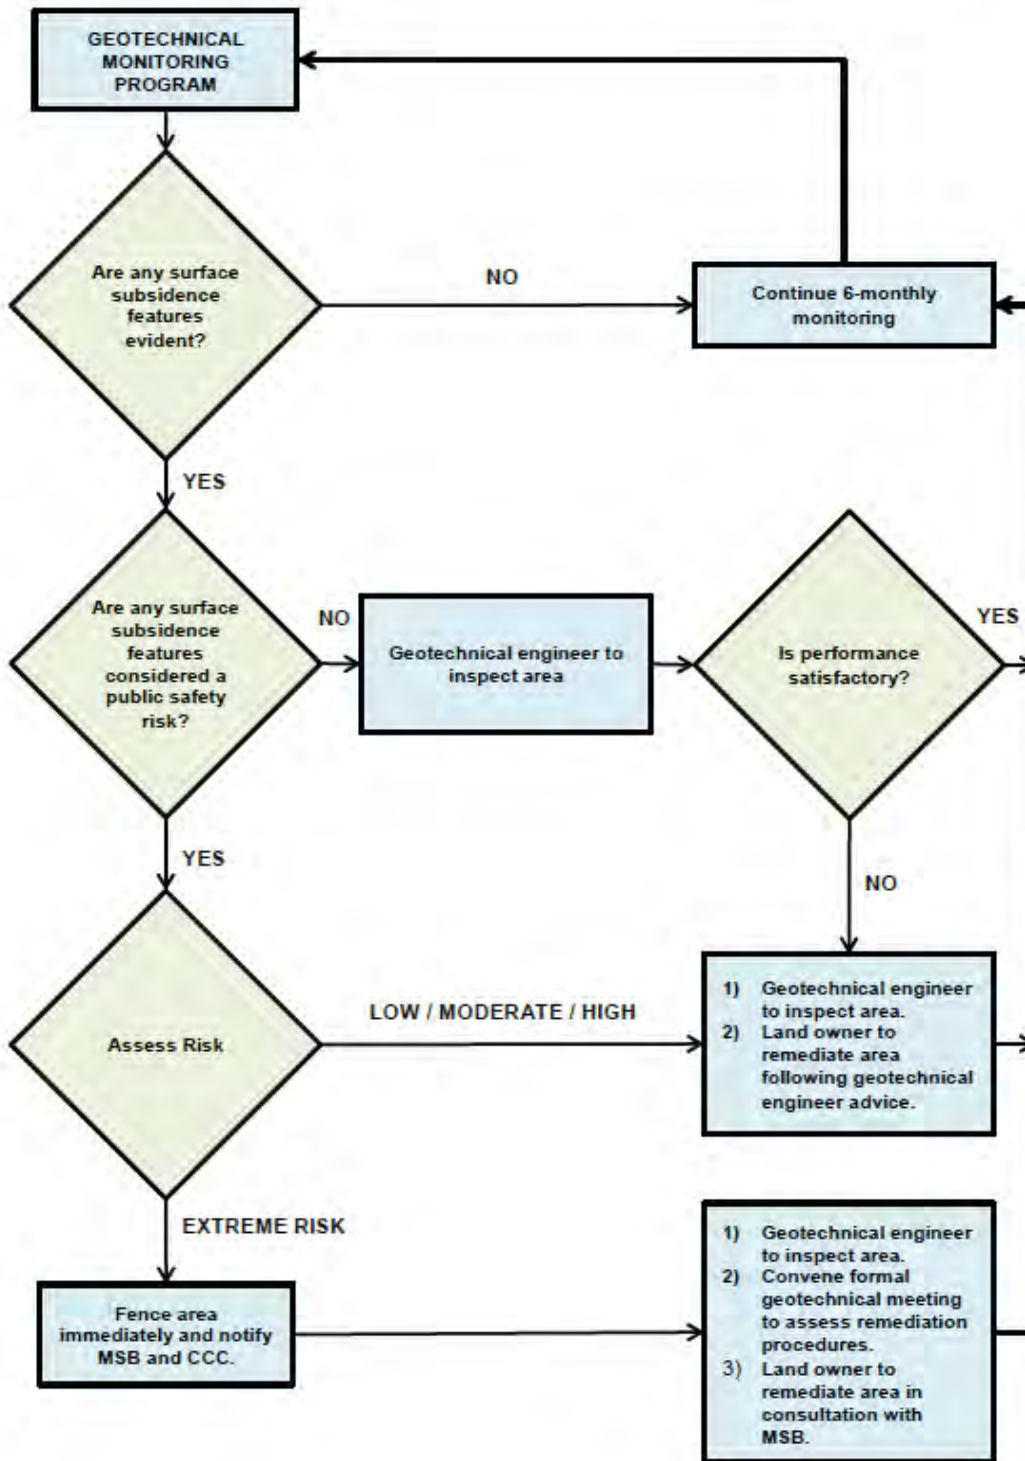 GEOTECHNICAL
MONITORING
PROGRAM
Are any surface
subsidence
features
evident?
NO
Continue 6-monthly
monitoring
YES
Are any surface
subsidence
features
considered a
public safety
risk?
NO
Geotechnical engineer to
inspect area
Is performance
satisfactory?
YES
YES
NO
Assess Risk
LOW / MODERATE / HIGH
1) Geotechnical engineer
to inspect area.
2) Land owner to
remediate area
following geotechnical
engineer advice.
EXTREME RISK
Fence area
immediately and notify
MSB and CCC.
1) Geotechnical engineer
to inspect area.
2) Convene formal
geotechnical meeting
to assess remediation
procedures.
3) Land owner to
remediate area in
consultation with
MSB.